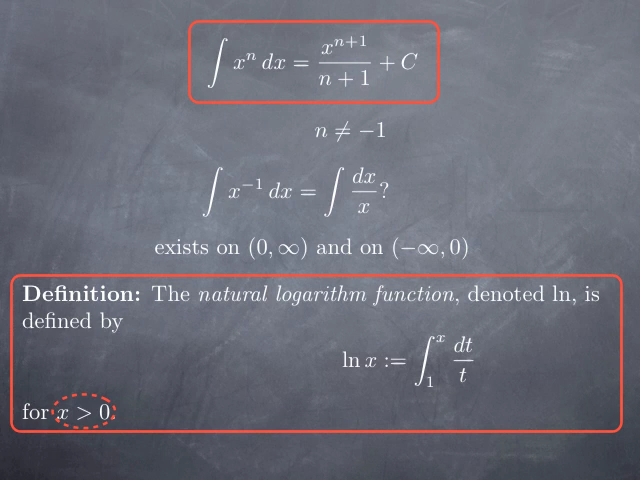 ∫ xⁿ dx = xⁿ⁺¹/(n + 1) + C
n ≠ −1
∫ x⁻¹ dx = ∫ dx/x?
exists on (0, ∞) and on (−∞, 0)
Definition: The natural logarithm function, denoted ln, is
defined by
ln x := ∫₁ˣ dt/t
for x > 0.